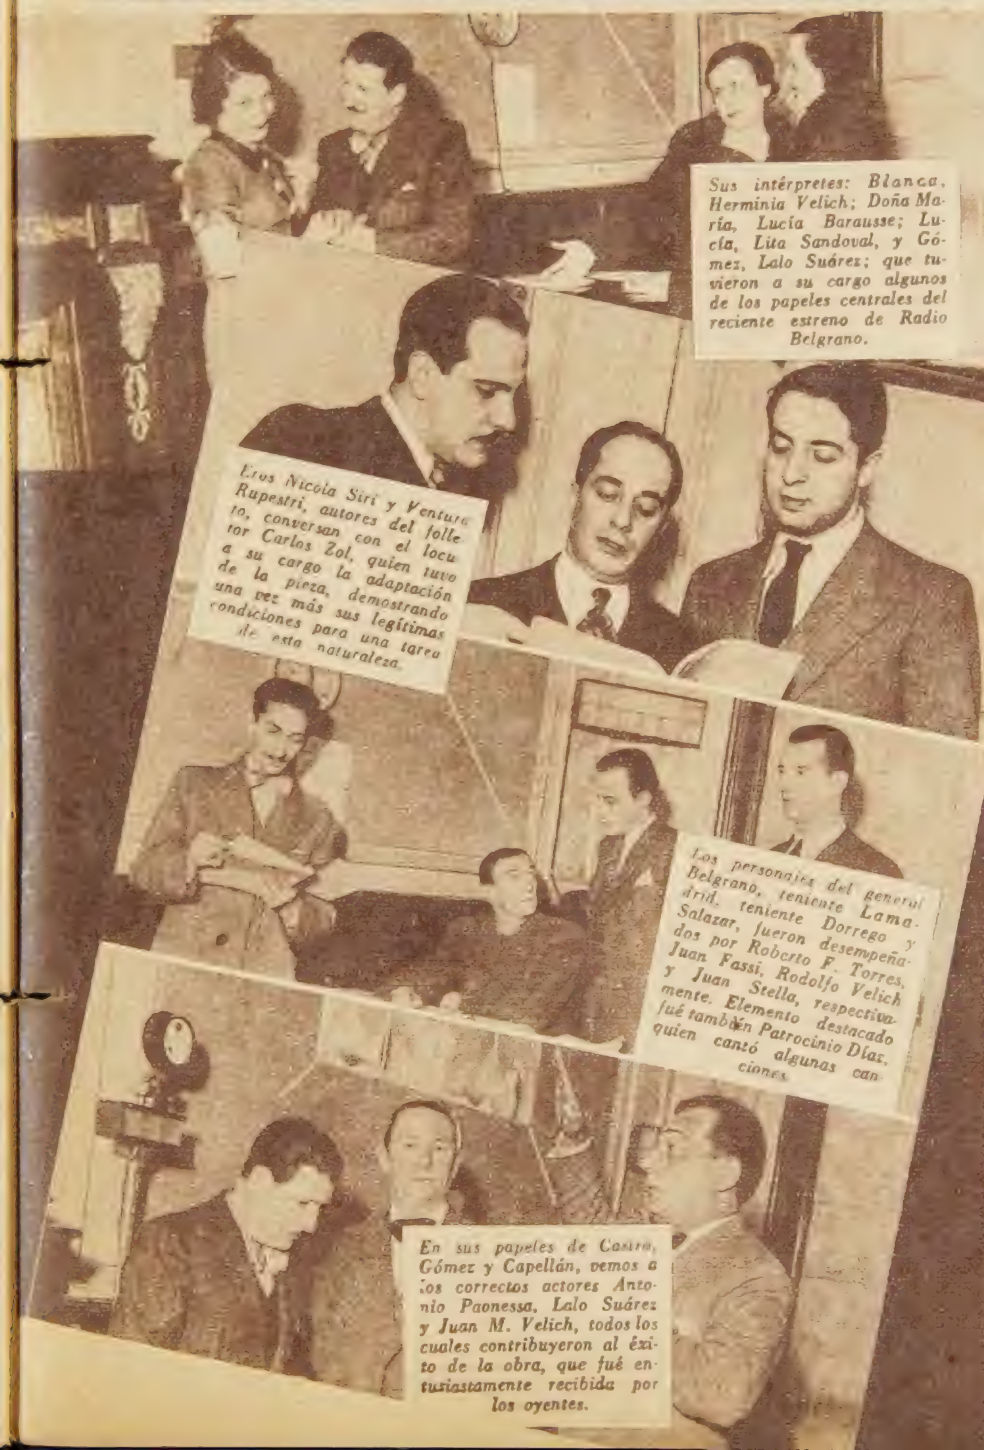 Sus intérpretes: Blanca,
Herminia Velich; Doña Ma-
ría, Lucía Barausse; Lu-
cía, Lita Sandoval, y Gó-
mez, Lalo Suárez; que tu-
vieron a su cargo algunos
de los papeles centrales del
reciente estreno de Radio
Belgrano.
Eros Nicola Siri y Ventura
Rupestri, autores del folle-
to, conversan con el locu-
tor Carlos Zol, quien tuvo
a su cargo la adaptación
de la pieza, demostrando
una vez más sus legítimas
condiciones para una tarea
de esta naturaleza.
Los personajes del general
Belgrano, teniente Lama-
drid, teniente Dorrego y
Salazar, fueron desempeña-
dos por Roberto F. Torres,
Juan Fassi, Rodolfo Velich
y Juan Stella, respectiva-
mente. Elemento destacado
fué también Patrocinio Díaz,
quien cantó algunas can-
ciones.
En sus papeles de Castro,
Gómez y Capellán, vemos a
los correctos actores Anto-
nio Paonessa, Lalo Suárez
y Juan M. Velich, todos los
cuales contribuyeron al éxi-
to de la obra, que fué en-
tusiastamente recibida por
los oyentes.